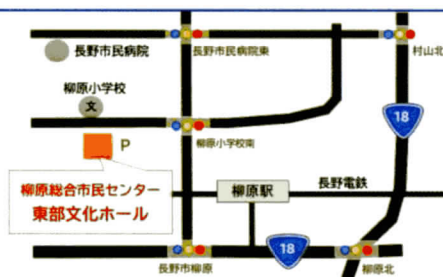 長野市民病院
長野市民病院東
村山北
柳原小学校
文
18
P
柳原小学校南
柳原総合市民センター
東部文化ホール
柳原駅
長野電鉄
18
長野市柳原
柳原北